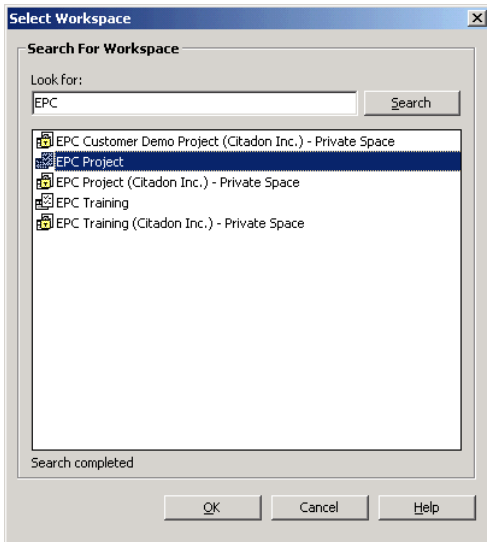 Select Workspace
Search For Workspace
Look for:
EPC
Search
EPC Customer Demo Project (Citadon Inc.) - Private Space
EPC Project
EPC Project (Citadon Inc.) - Private Space
EPC Training
EPC Training (Citadon Inc.) - Private Space
Search completed
OK
Cancel
Help